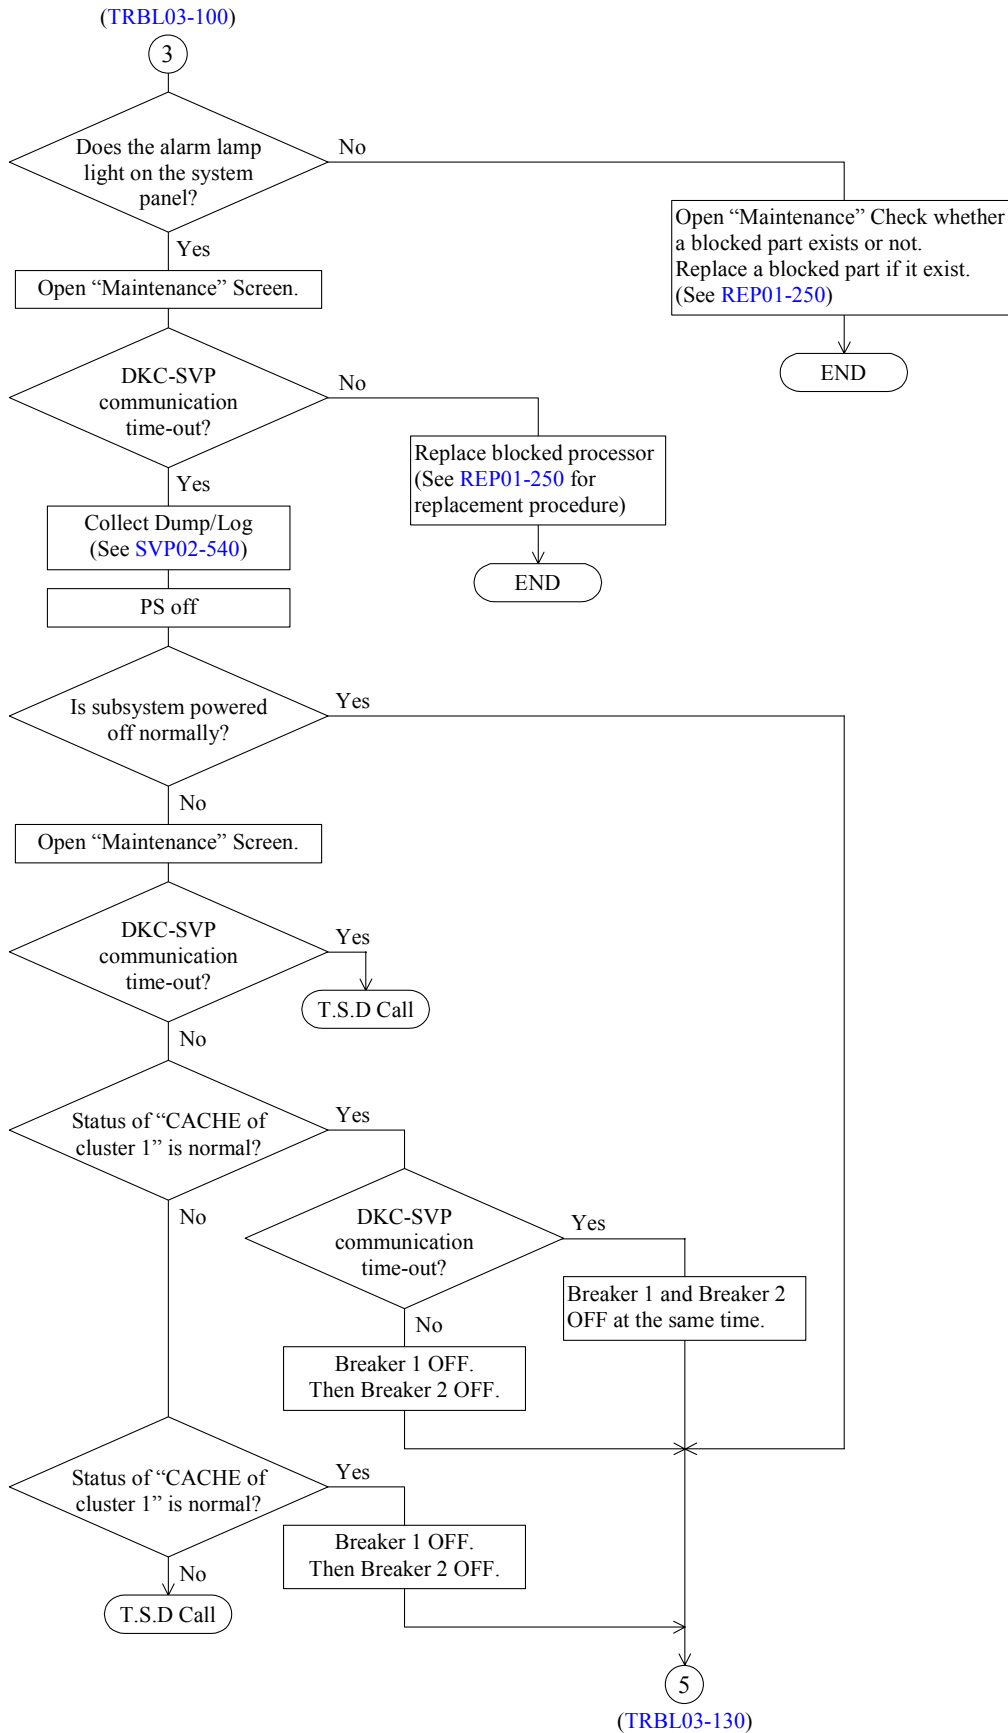 (TRBL03-100)
3
Does the alarm lamp
light on the system
panel?
No
Yes
Open “Maintenance” Check whether
a blocked part exists or not.
Replace a blocked part if it exist.
(See REP01-250)
END
Open “Maintenance” Screen.
DKC-SVP
communication
time-out?
No
Yes
Replace blocked processor
(See REP01-250 for
replacement procedure)
END
Collect Dump/Log
(See SVP02-540)
PS off
Is subsystem powered
off normally?
Yes
No
Open “Maintenance” Screen.
DKC-SVP
communication
time-out?
Yes
T.S.D Call
No
Status of “CACHE of
cluster 1” is normal?
Yes
No
DKC-SVP
communication
time-out?
Yes
No
Breaker 1 and Breaker 2
OFF at the same time.
Breaker 1 OFF.
Then Breaker 2 OFF.
Status of “CACHE of
cluster 1” is normal?
Yes
No
Breaker 1 OFF.
Then Breaker 2 OFF.
T.S.D Call
5
(TRBL03-130)